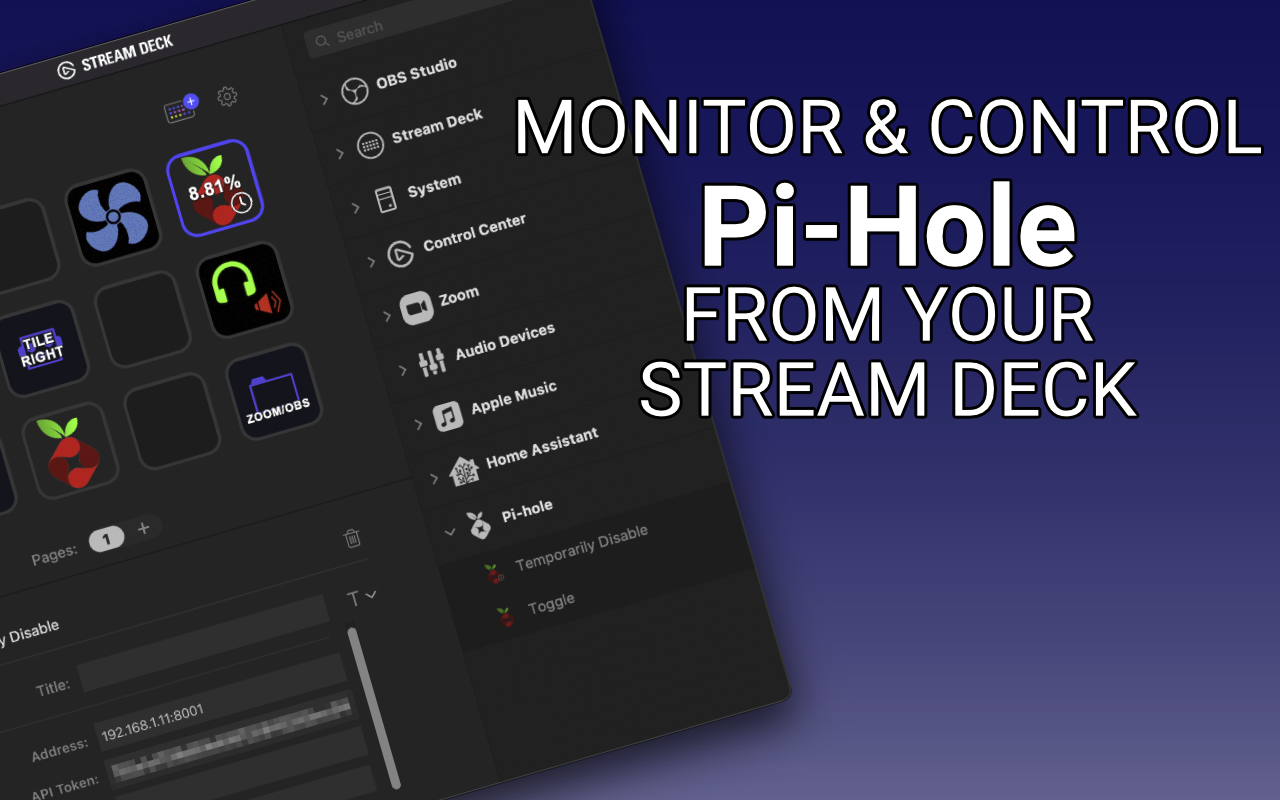 STREAM DECK
Search
OBS Studio
Stream Deck
System
Control Center
Zoom
Audio Devices
Apple Music
Home Assistant
Pi-hole
Temporarily Disable
Toggle
8.81%
TILE
RIGHT
ZOOM/OBS
Pages: 1 +
y Disable
T
Title:
Address: 192.168.1.11:8001
API Token:
MONITOR & CONTROL
Pi-Hole
FROM YOUR
STREAM DECK